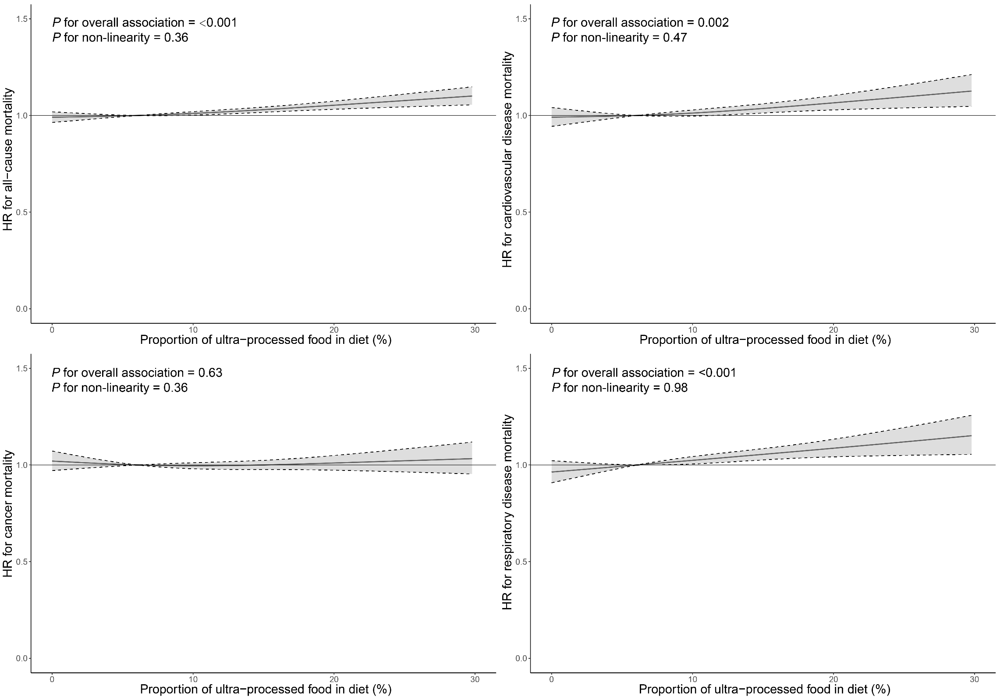 P for overall association = <0.001
P for non-linearity = 0.36
HR for all−cause mortality
1.5
1.0
0.5
0.0
0 10 20 30
Proportion of ultra−processed food in diet (%)
P for overall association = 0.002
P for non-linearity = 0.47
HR for cardiovascular disease mortality
1.5
1.0
0.5
0.0
0 10 20 30
Proportion of ultra−processed food in diet (%)
P for overall association = 0.63
P for non-linearity = 0.36
HR for cancer mortality
1.5
1.0
0.5
0.0
0 10 20 30
Proportion of ultra−processed food in diet (%)
P for overall association = <0.001
P for non-linearity = 0.98
HR for respiratory disease mortality
1.5
1.0
0.5
0.0
0 10 20 30
Proportion of ultra−processed food in diet (%)